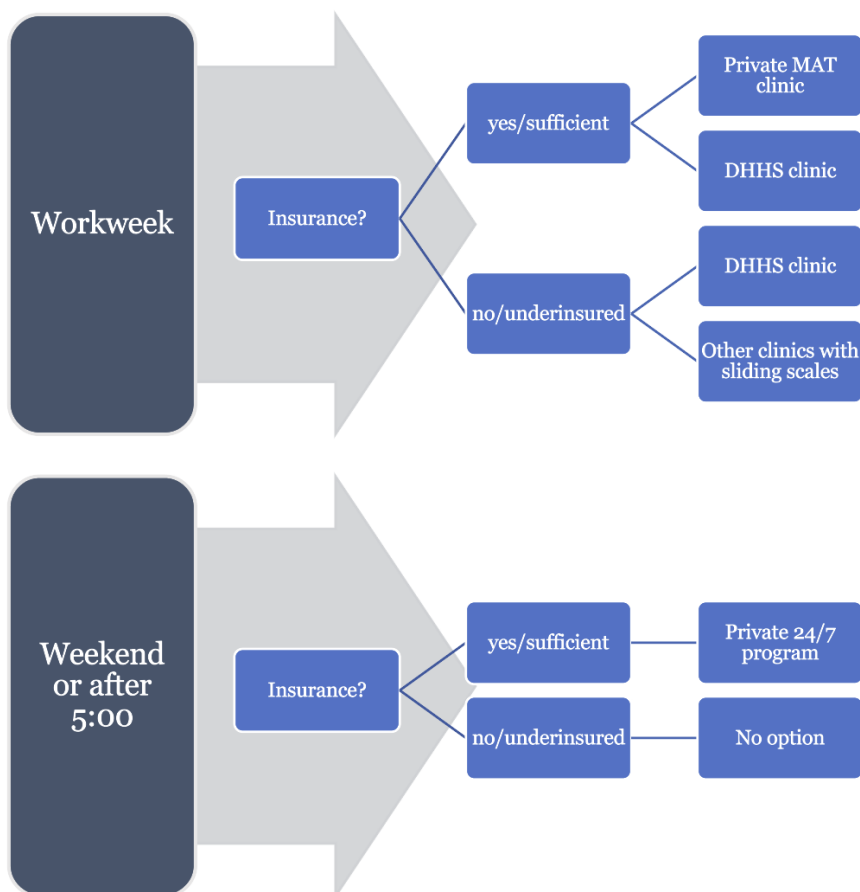 Workweek
Insurance?
yes/sufficient
Private MAT
clinic
DHHS clinic
no/underinsured
DHHS clinic
Other clinics with
sliding scales
Weekend
or after
5:00
Insurance?
yes/sufficient
Private 24/7
program
no/underinsured
No option